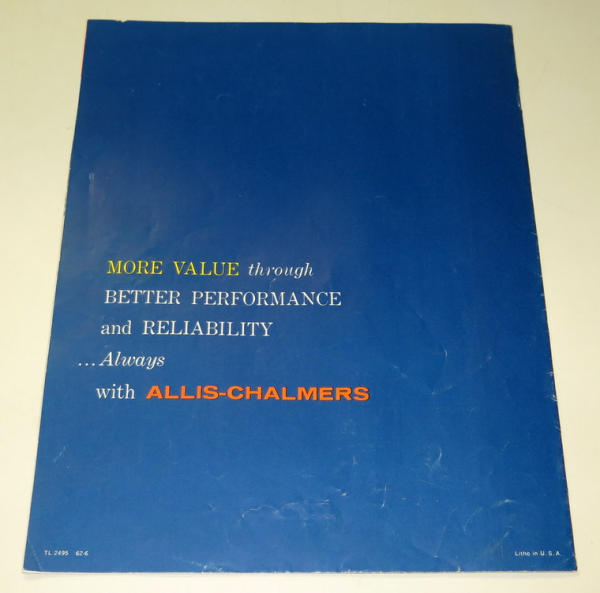 MORE VALUE through
BETTER PERFORMANCE
and RELIABILITY
...Always
with ALLIS-CHALMERS
TL 2495 62-6
Litho in U. S. A.